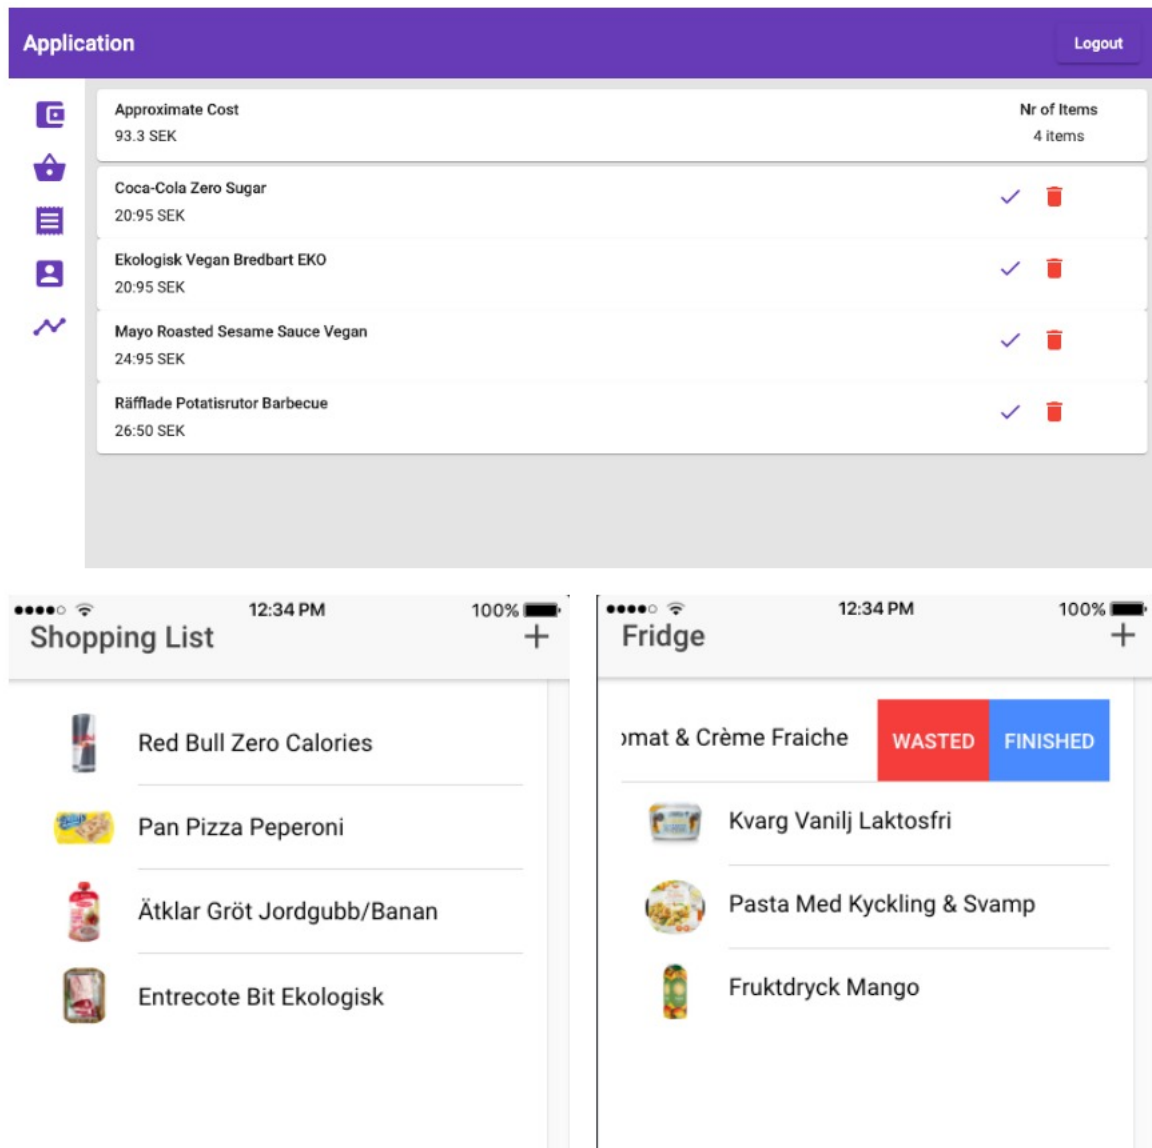 Application
Logout
Approximate Cost
Nr of Items
93.3 SEK
4 items
Coca-Cola Zero Sugar
20:95 SEK
Ekologisk Vegan Bredbart EKO
20:95 SEK
Mayo Roasted Sesame Sauce Vegan
24:95 SEK
Räfflade Potatisrutor Barbecue
26:50 SEK
12:34 PM
100%
Shopping List
Red Bull Zero Calories
Pan Pizza Peperoni
Ätklar Gröt Jordgubb/Banan
Entrecote Bit Ekologisk
12:34 PM
100%
Fridge
& Crème Fraiche
WASTED
FINISHED
Kvarg Vanilj Laktosfri
Pasta Med Kyckling & Svamp
Fruktdryck Mango